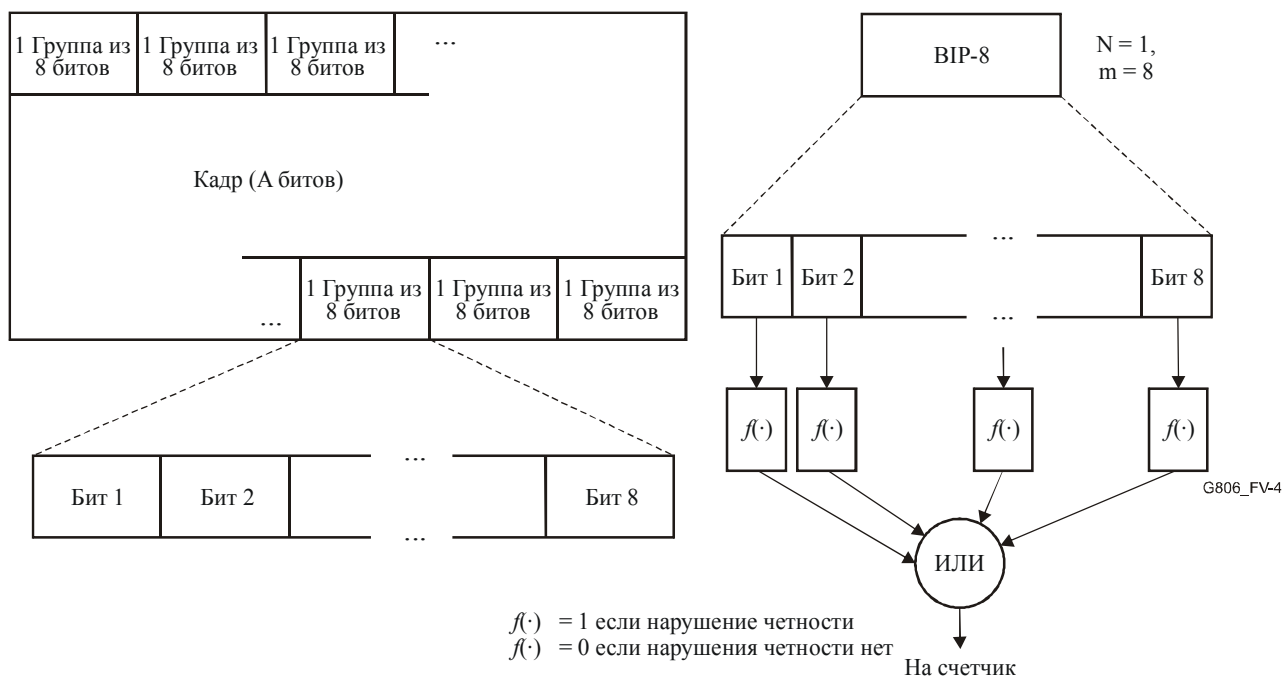 1 Группа из
8 битов
1 Группа из
8 битов
1 Группа из
8 битов
...
Кадр (А битов)
...
1 Группа из
8 битов
1 Группа из
8 битов
1 Группа из
8 битов
Бит 1
Бит 2
...
...
Бит 8
BIP-8
N = 1,
m = 8
Бит 1
Бит 2
...
...
Бит 8
f(·)
f(·)
f(·)
f(·)
G806_FV-4
ИЛИ
На счетчик
f(·) = 1 если нарушение четности
f(·) = 0 если нарушения четности нет